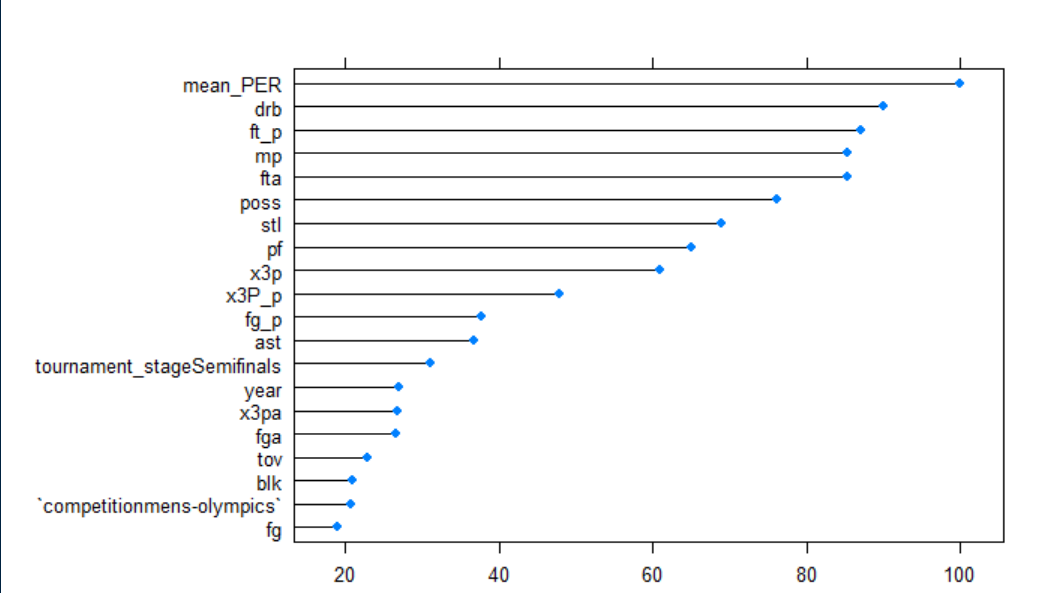 mean_PER
drb
ft_p
mp
fta
poss
stl
pf
x3p
x3P_p
fg_p
ast
tournament_stageSemifinals
year
x3pa
fga
tov
blk
`competitionmens-olympics`
fg
20 40 60 80 100